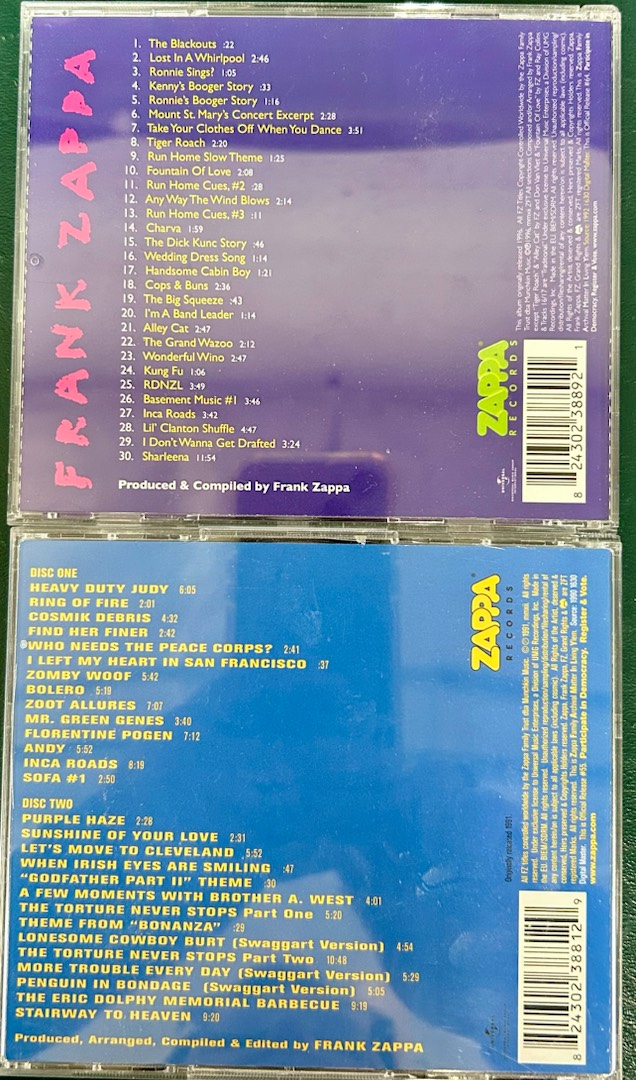 FRANK ZAPPA
1. The Blackouts :22
2. Lost In A Whirlpool 2:46
3. Ronnie Sings? 1:05
4. Kenny's Booger Story :33
5. Ronnie's Booger Story 1:16
6. Mount St. Mary's Concert Excerpt 2:28
7. Take Your Clothes Off When You Dance 3:51
8. Tiger Roach 2:20
9. Run Home Slow Theme 1:25
10. Fountain Of Love 2:08
11. Run Home Cues, #2 :28
12. Any Way The Wind Blows 2:14
13. Run Home Cues, #3 :11
14. Charva 1:59
15. The Dick Kunc Story :46
16. Wedding Dress Song 1:14
17. Handsome Cabin Boy 1:21
18. Cops & Buns 2:36
19. The Big Squeeze :43
20. I'm A Band Leader 1:14
21. Alley Cat 2:47
22. The Grand Wazoo 2:12
23. Wonderful Wino 2:47
24. Kung Fu 1:06
25. RDNZL 3:49
26. Basement Music #1 3:46
27. Inca Roads 3:42
28. Lil' Clanton Shuffle 4:47
29. I Don't Wanna Get Drafted 3:24
30. Sharleena 11:54
Produced & Compiled by Frank Zappa
ZAPPA
RECORDS
8 24302 38892 1
DISC ONE
HEAVY DUTY JUDY 6:05
RING OF FIRE 2:01
COSMIK DEBRIS 4:32
FIND HER FINER 2:42
WHO NEEDS THE PEACE CORPS? 2:41
I LEFT MY HEART IN SAN FRANCISCO :37
ZOMBY WOOF 5:42
BOLERO 5:19
ZOOT ALLURES 7:07
MR. GREEN GENES 3:40
FLORENTINE POGEN 7:12
ANDY 5:52
INCA ROADS 8:19
SOFA #1 2:50
DISC TWO
PURPLE HAZE 2:28
SUNSHINE OF YOUR LOVE 2:31
LET'S MOVE TO CLEVELAND 5:52
WHEN IRISH EYES ARE SMILING :47
"GODFATHER PART II" THEME :30
A FEW MOMENTS WITH BROTHER A. WEST 4:01
THE TORTURE NEVER STOPS Part One 5:20
THEME FROM "BONANZA" :29
LONESOME COWBOY BURT (Swaggart Version) 4:54
THE TORTURE NEVER STOPS Part Two 10:48
MORE TROUBLE EVERY DAY (Swaggart Version) 5:29
PENGUIN IN BONDAGE (Swaggart Version) 5:05
THE ERIC DOLPHY MEMORIAL BARBECUE 9:19
STAIRWAY TO HEAVEN 9:20
Produced, Arranged, Compiled & Edited by FRANK ZAPPA
ZAPPA
RECORDS
Originally released 1991.
Digital Master. This is Official Release #55. Participate in Democracy. Register & Vote.
www.zappa.com
8 24302 38812 9